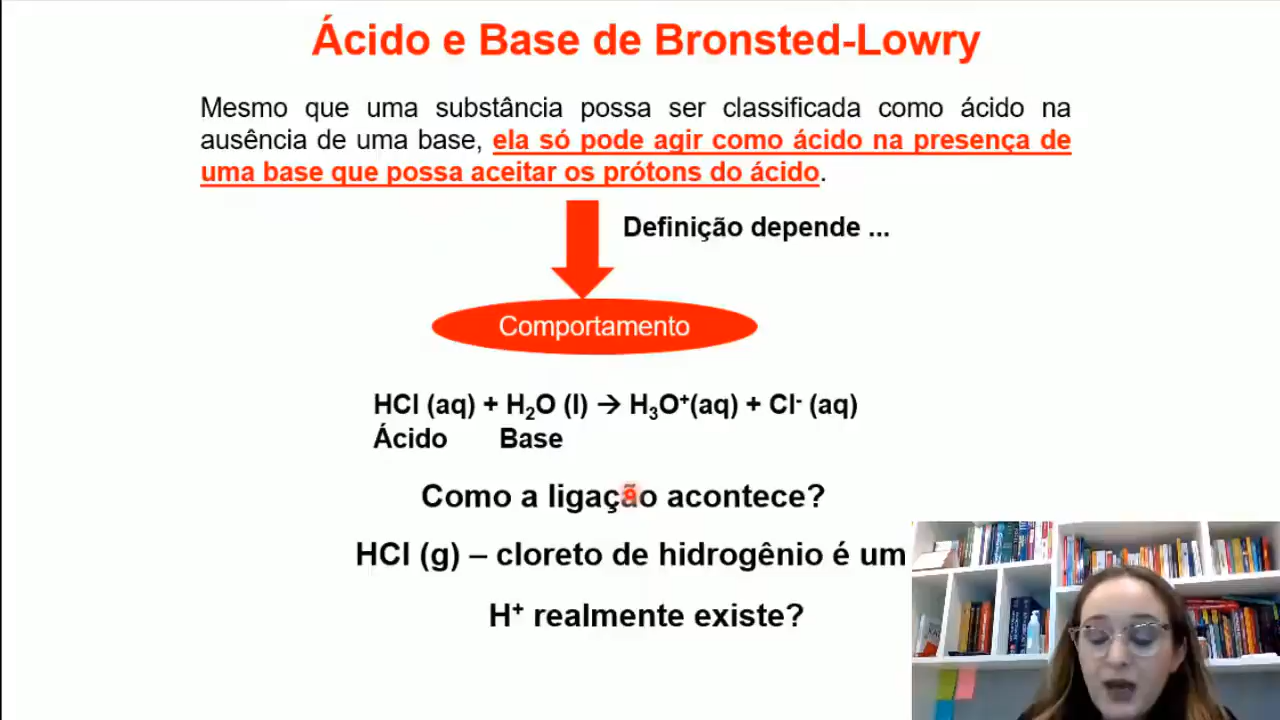 Ácido e Base de Bronsted-Lowry
Mesmo que uma substância possa ser classificada como ácido na
ausência de uma base, ela só pode agir como ácido na presença de
uma base que possa aceitar os prótons do ácido.
Definição depende ...
Comportamento
HCl (aq) + H₂O (l) → H₃O⁺(aq) + Cl⁻ (aq)
Ácido Base
Como a ligação acontece?
HCl (g) – cloreto de hidrogênio é um
H⁺ realmente existe?